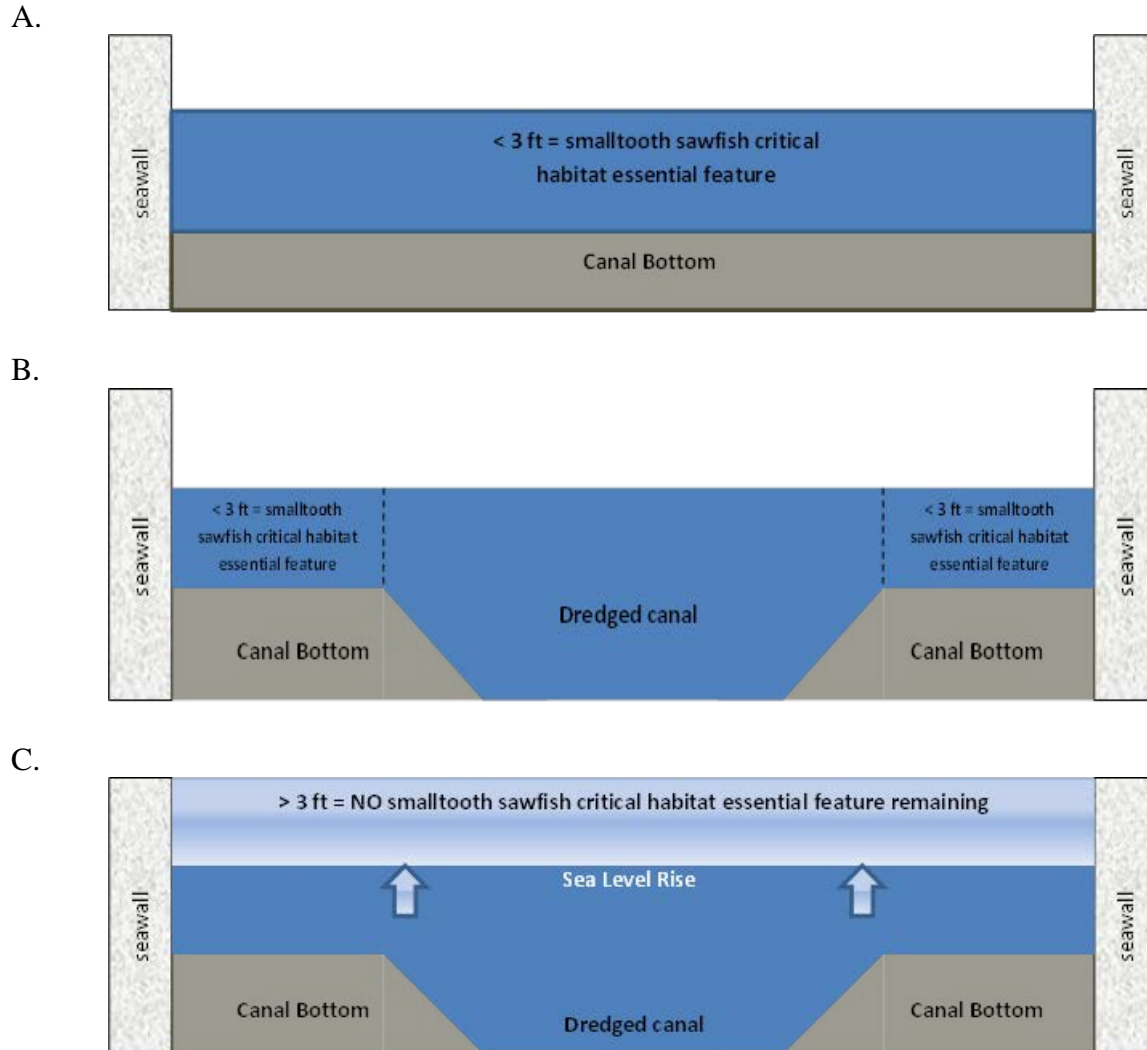 A.
seawall
< 3 ft = smalltooth sawfish critical
habitat essential feature
Canal Bottom
seawall
B.
seawall
< 3 ft = smalltooth
sawfish critical habitat
essential feature
Canal Bottom
Dredged canal
< 3 ft = smalltooth
sawfish critical habitat
essential feature
Canal Bottom
seawall
C.
seawall
> 3 ft = NO smalltooth sawfish critical habitat essential feature remaining
Sea Level Rise
Canal Bottom
Dredged canal
Canal Bottom
seawall